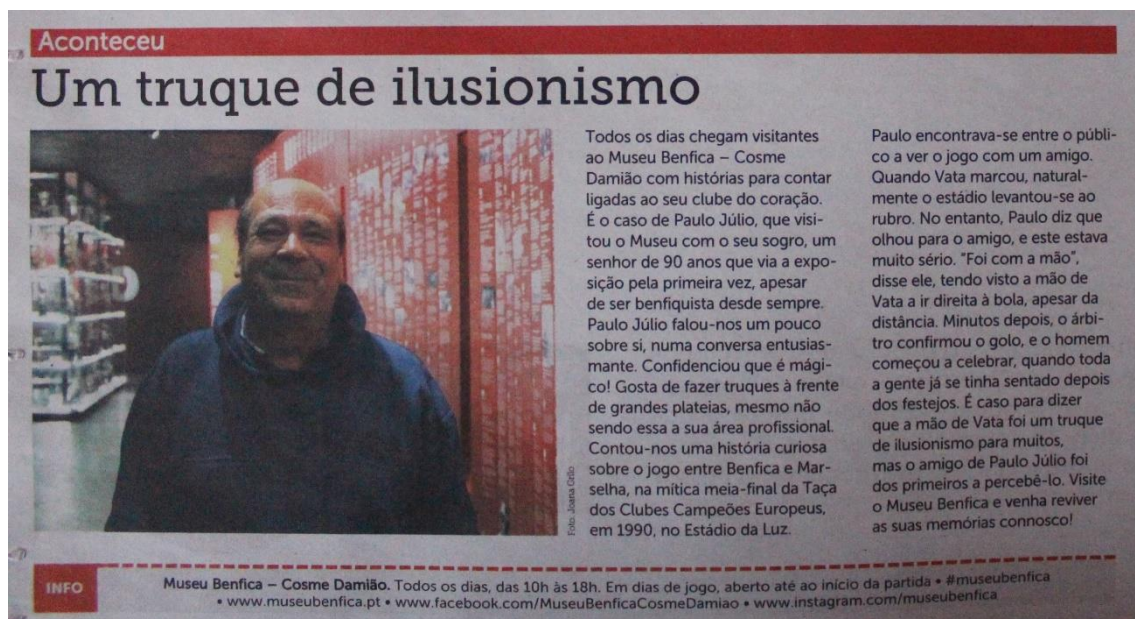 Aconteceu
Um truque de ilusionismo
Todos os dias chegam visitantes
ao Museu Benfica – Cosme
Damião com histórias para contar
ligadas ao seu clube do coração.
É o caso de Paulo Júlio, que visi-
tou o Museu com o seu sogro, um
senhor de 90 anos que via a expo-
sição pela primeira vez, apesar
de ser benfiquista desde sempre.
Paulo Júlio falou-nos um pouco
sobre si, numa conversa entusias-
mante. Confidenciou que é mági-
co! Gosta de fazer truques à frente
de grandes plateias, mesmo não
sendo essa a sua área profissional.
Contou-nos uma história curiosa
sobre o jogo entre Benfica e Mar-
selha, na mítica meia-final da Taça
dos Clubes Campeões Europeus,
em 1990, no Estádio da Luz.
Paulo encontrava-se entre o públi-
co a ver o jogo com um amigo.
Quando Vata marcou, natural-
mente o estádio levantou-se ao
rubro. No entanto, Paulo diz que
olhou para o amigo, e este estava
muito sério. "Foi com a mão",
disse ele, tendo visto a mão de
Vata a ir direita à bola, apesar da
distância. Minutos depois, o árbi-
tro confirmou o golo, e o homem
começou a celebrar, quando toda
a gente já se tinha sentado depois
dos festejos. É caso para dizer
que a mão de Vata foi um truque
de ilusionismo para muitos,
mas o amigo de Paulo Júlio foi
dos primeiros a percebê-lo. Visite
o Museu Benfica e venha reviver
as suas memórias connosco!
Foto: Joana
INFO
Museu Benfica – Cosme Damião. Todos os dias, das 10h às 18h. Em dias de jogo, aberto até ao início da partida • #museubenfica
• www.museubenfica.pt • www.facebook.com/MuseuBenficaCosmeDamiao • www.instagram.com/museubenfica